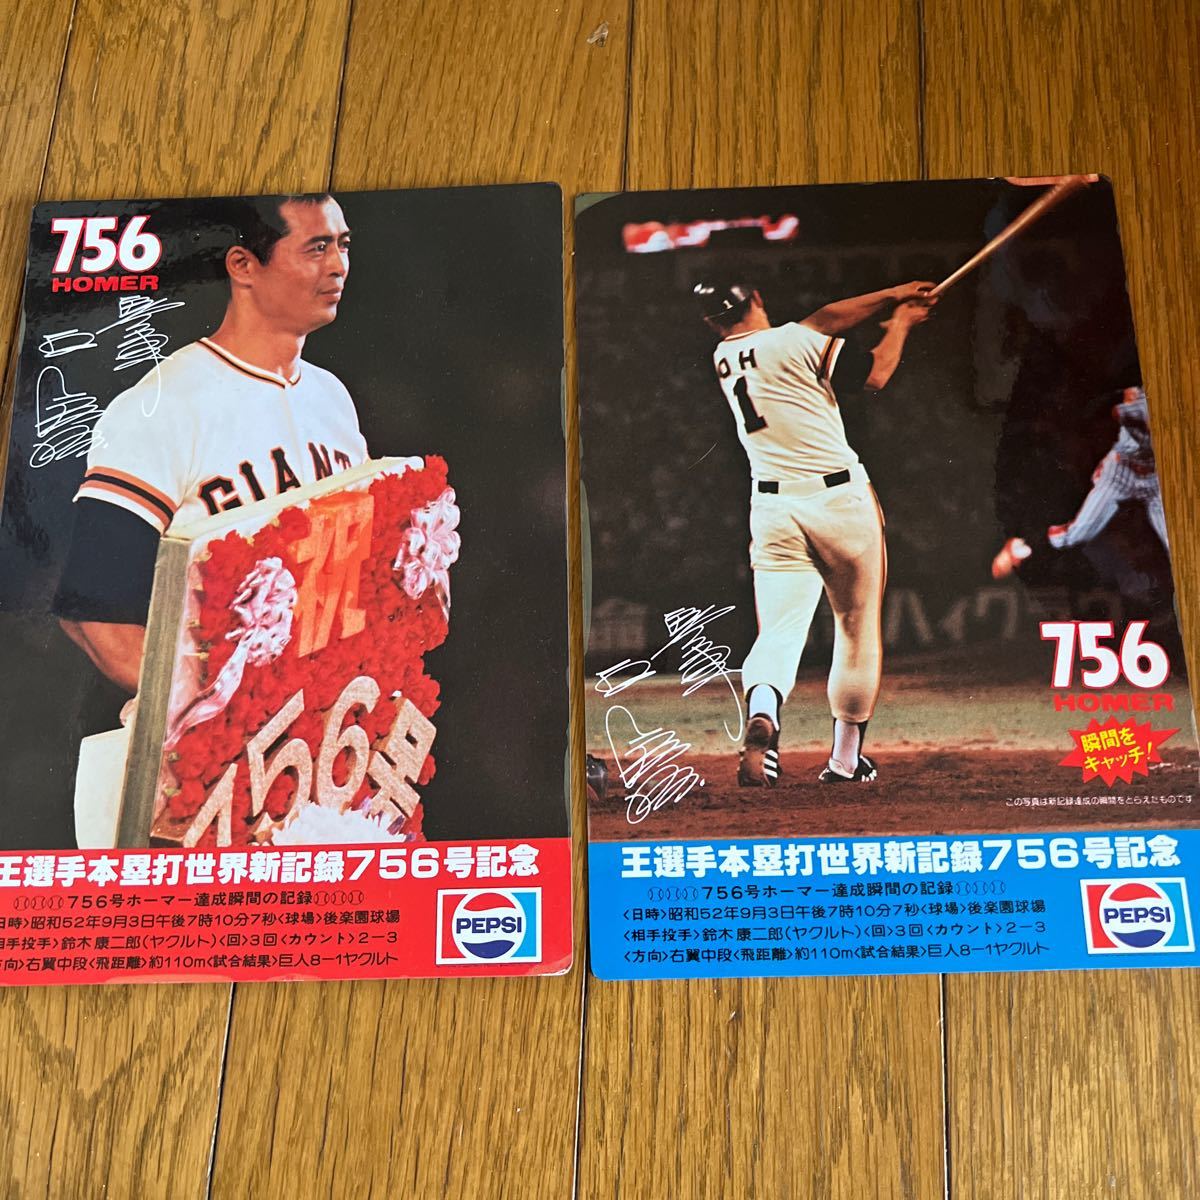 756
HOMER
GIANT
祝
756号
王選手本塁打世界新記録756号記念
756号ホーマー達成瞬間の記録
日時〉昭和52年9月3日午後7時10分7秒〈球場〉後楽園球場
相手投手〉鈴木康二郎(ヤクルト)〈回〉3回〈カウント〉2-3
方向〉右翼中段〈飛距離〉約110m〈試合結果〉巨人8-1ヤクルト
PEPSI
1
OH
1
756
HOMER
瞬間を
キャッチ!
この写真は新記録達成の瞬間をとらえたものです
王選手本塁打世界新記録756号記念
756号ホーマー達成瞬間の記録
〈日時〉昭和52年9月3日午後7時10分7秒〈球場〉後楽園球場
〈相手投手〉鈴木康二郎(ヤクルト)〈回〉3回〈カウント〉2-3
〈方向〉右翼中段〈飛距離〉約110m〈試合結果〉巨人8-1ヤクルト
PEPSI